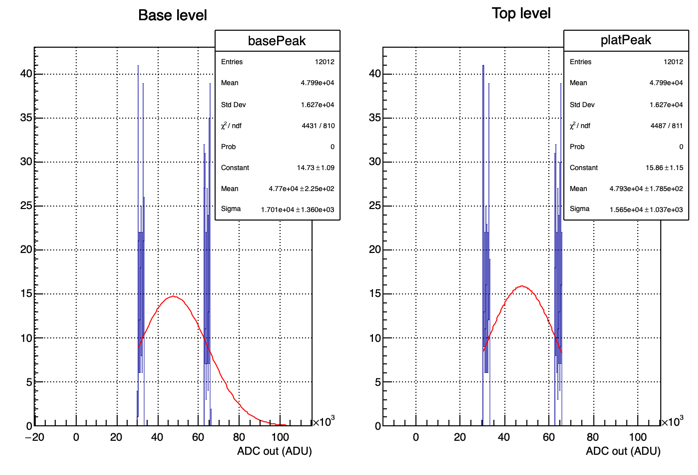 Base level
basePeak
Entries 12012
Mean 4.799e+04
Std Dev 1.627e+04
χ² / ndf 4431 / 810
Prob 0
Constant 14.73 ± 1.09
Mean 4.77e+04 ± 2.25e+02
Sigma 1.701e+04 ± 1.360e+03
40
35
30
25
20
15
10
5
0
−20 0 20 40 60 80 100
×10³
ADC out (ADU)
Top level
platPeak
Entries 12012
Mean 4.799e+04
Std Dev 1.627e+04
χ² / ndf 4487 / 811
Prob 0
Constant 15.86 ± 1.15
Mean 4.793e+04 ± 1.785e+02
Sigma 1.565e+04 ± 1.037e+03
40
35
30
25
20
15
10
5
0
0 20 40 60 80 100
×10³
ADC out (ADU)